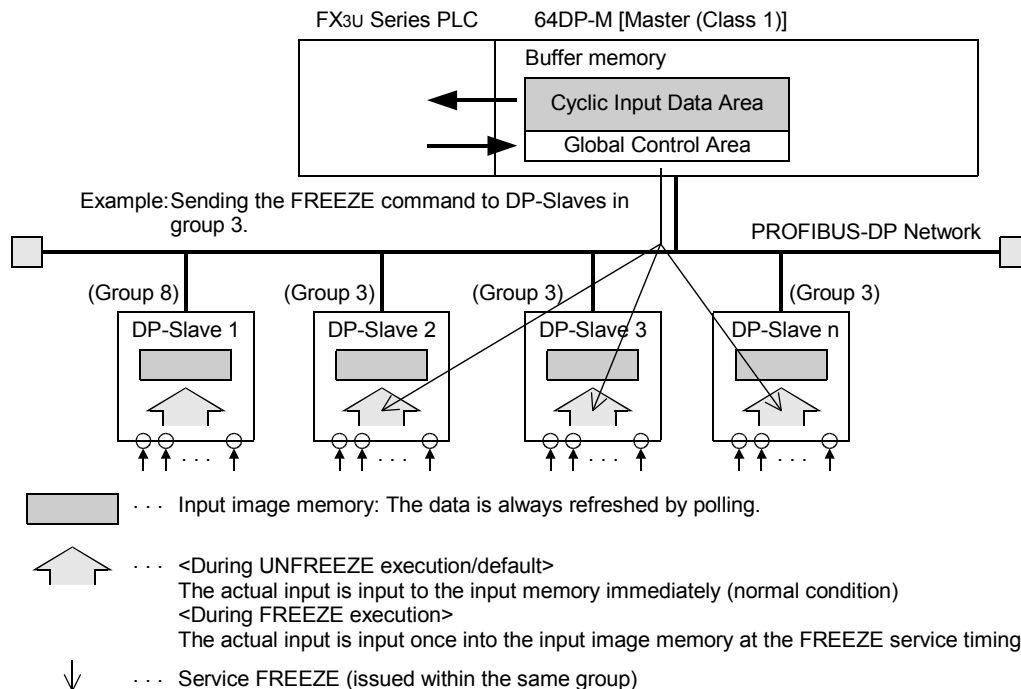 FX3U Series PLC 64DP-M [Master (Class 1)]
Buffer memory
Cyclic Input Data Area
Global Control Area
Example: Sending the FREEZE command to DP-Slaves in
group 3.
PROFIBUS-DP Network
(Group 8) (Group 3) (Group 3) (Group 3)
DP-Slave 1 DP-Slave 2 DP-Slave 3 DP-Slave n
. . . . . . . . . . . .
· · · Input image memory: The data is always refreshed by polling.
· · · <During UNFREEZE execution/default>
The actual input is input to the input memory immediately (normal condition)
<During FREEZE execution>
The actual input is input once into the input image memory at the FREEZE service timing
· · · Service FREEZE (issued within the same group)